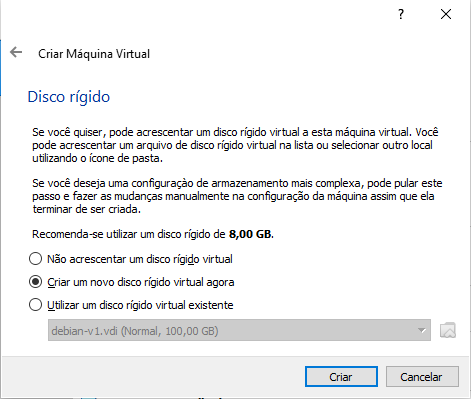 ?
Criar Máquina Virtual
Disco rígido
Se você quiser, pode acrescentar um disco rígido virtual a esta máquina virtual. Você
pode acrescentar um arquivo de disco rígido virtual na lista ou selecionar outro local
utilizando o ícone de pasta.
Se você deseja uma configuração de armazenamento mais complexa, pode pular este
passo e fazer as mudanças manualmente na configuração da máquina assim que ela
terminar de ser criada.
Recomenda-se utilizar um disco rígido de 8,00 GB.
Não acrescentar um disco rígido virtual
Criar um novo disco rígido virtual agora
Utilizar um disco rígido virtual existente
debian-v1.vdi (Normal, 100,00 GB)
Criar
Cancelar